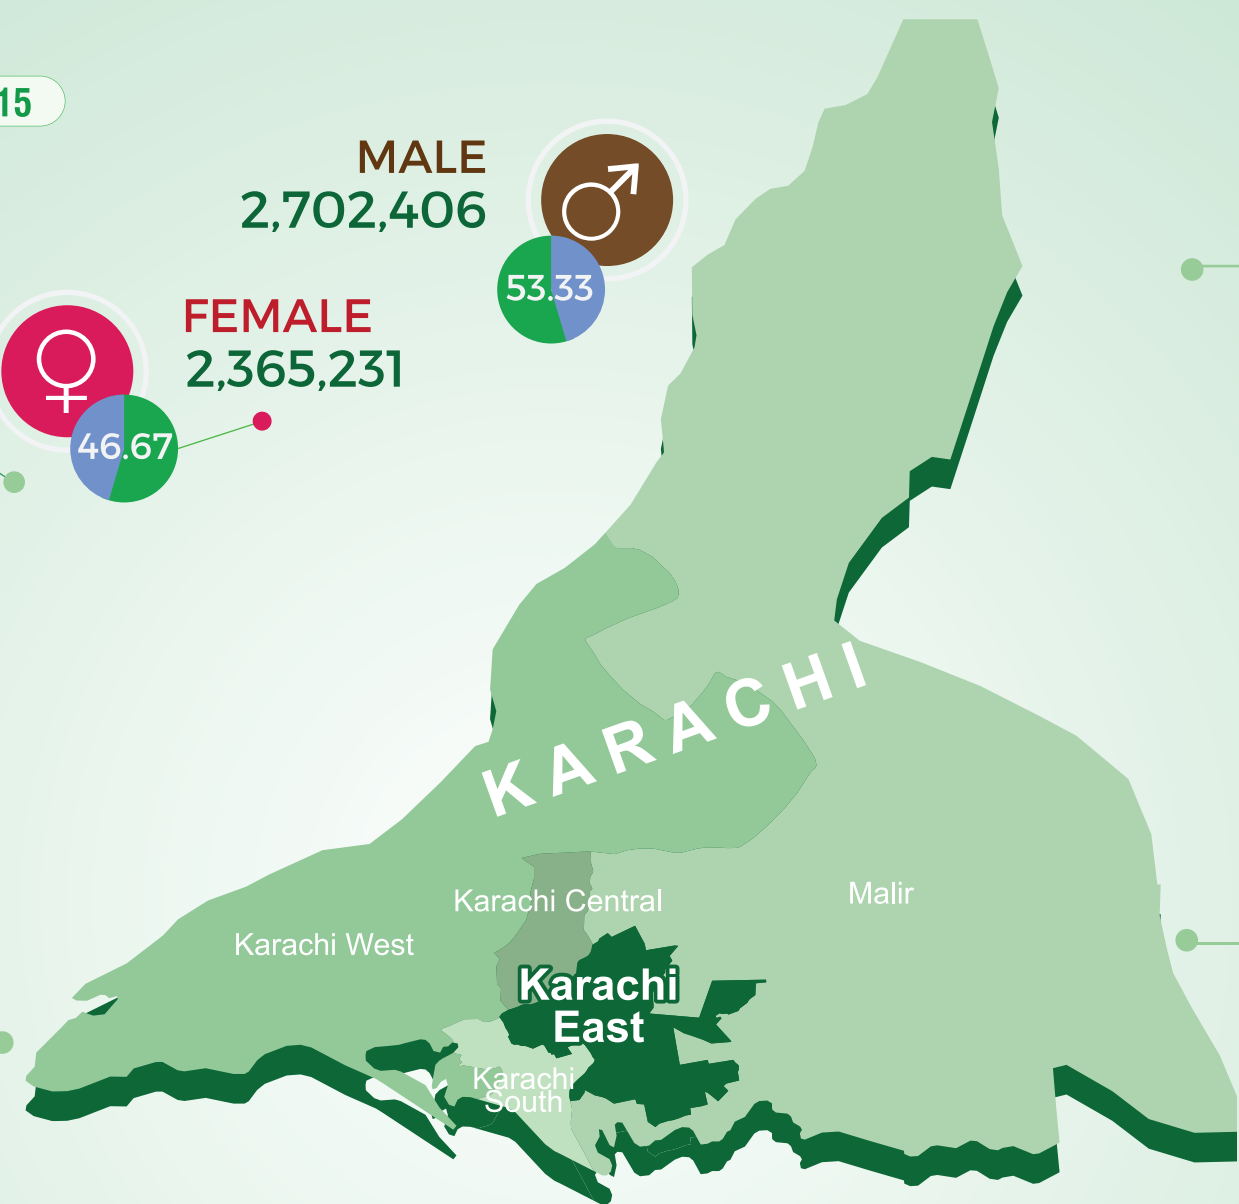 15
MALE
2,702,406
53.33
FEMALE
2,365,231
46.67
KARACHI
Karachi Central
Malir
Karachi West
Karachi
East
Karachi
South